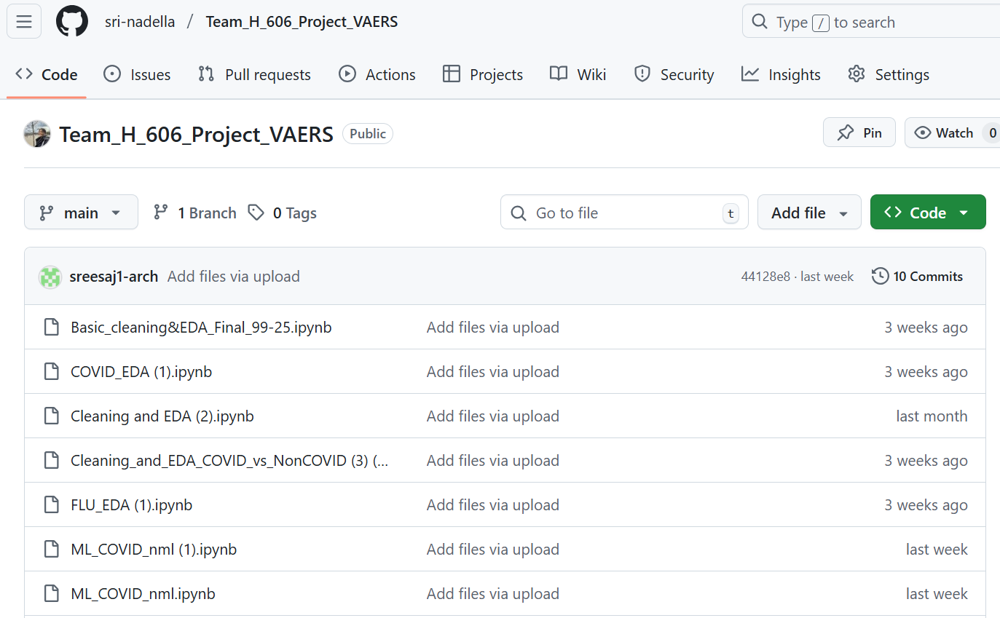 sri-nadella / Team_H_606_Project_VAERS Type / to search
Code Issues Pull requests Actions Projects Wiki Security Insights Settings
Team_H_606_Project_VAERS Public Pin Watch 0
main 1 Branch 0 Tags Go to file t Add file Code
sreesaj1-arch Add files via upload 44128e8 · last week 10 Commits
Basic_cleaning&EDA_Final_99-25.ipynb Add files via upload 3 weeks ago
COVID_EDA (1).ipynb Add files via upload 3 weeks ago
Cleaning and EDA (2).ipynb Add files via upload last month
Cleaning_and_EDA_COVID_vs_NonCOVID (3) (... Add files via upload 3 weeks ago
FLU_EDA (1).ipynb Add files via upload 3 weeks ago
ML_COVID_nml (1).ipynb Add files via upload last week
ML_COVID_nml.ipynb Add files via upload last week